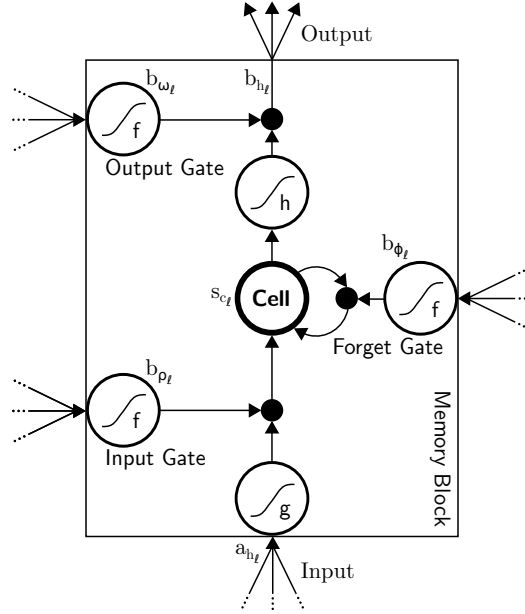 Output
b_{ω_ℓ}
b_{h_ℓ}
f
Output Gate
h
b_{ϕ_ℓ}
s_{c_ℓ}
Cell
f
Forget Gate
b_{ρ_ℓ}
f
Input Gate
Memory Block
g
a_{h_ℓ}
Input